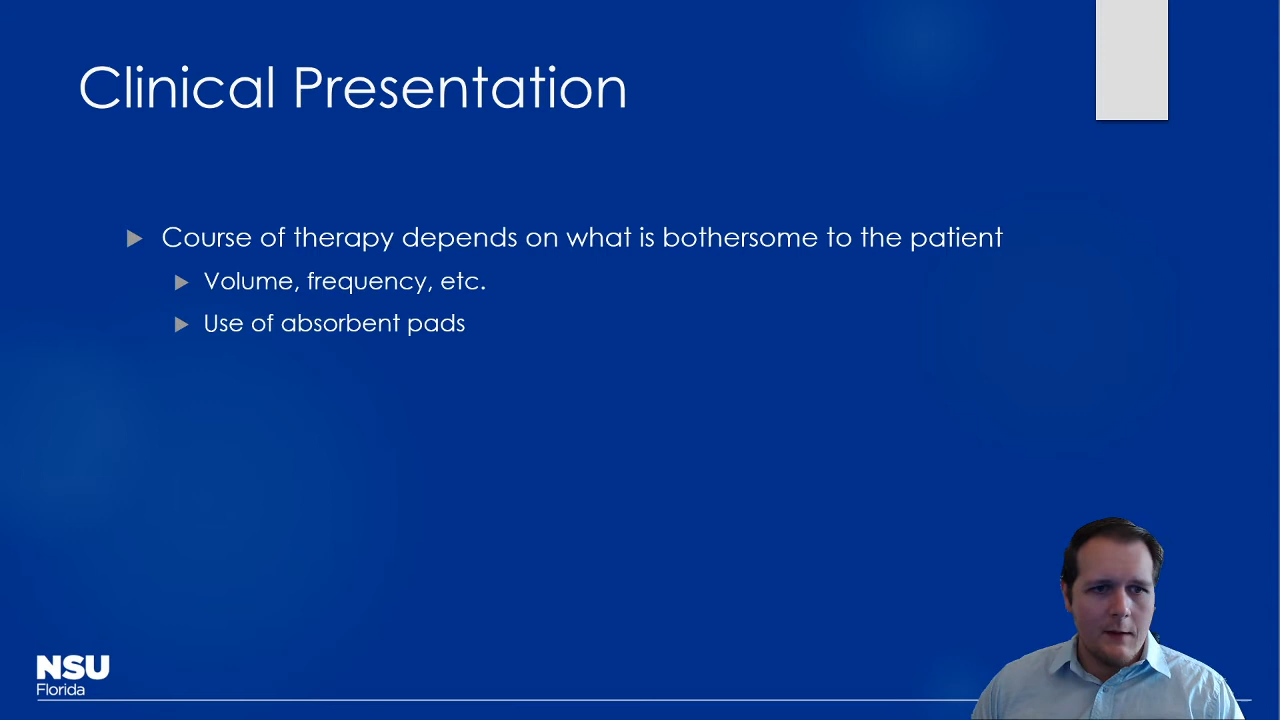 Clinical Presentation
Course of therapy depends on what is bothersome to the patient
Volume, frequency, etc.
Use of absorbent pads
NSU
Florida